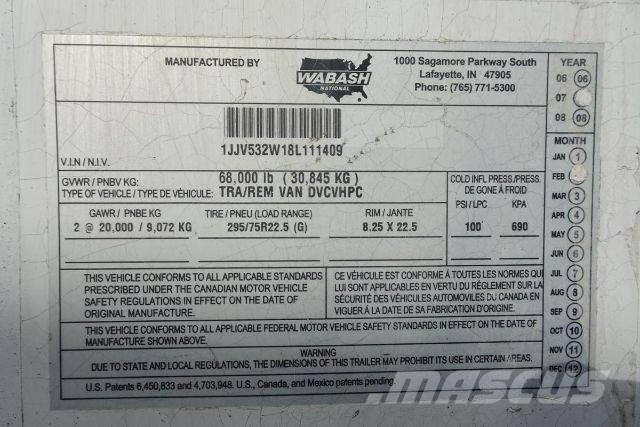 MANUFACTURED BY
WABASH
NATIONAL
1000 Sagamore Parkway South
Lafayette, IN 47905
Phone: (765) 771-5300
YEAR
06 06
07
08 08
1JJV532W18L111409
V.I.N / N.I.V.
GVWR / PNBV KG: 68,000 lb (30,845 KG)
TYPE OF VEHICLE / TYPE DE VÉHICULE: TRA/REM VAN DVCVHPC
COLD INFL PRESS./PRESS.
DE GONE À FROID
PSI / LPC KPA
100 690
GAWR / PNBE KG TIRE / PNEU (LOAD RANGE) RIM / JANTE
2 @ 20,000 / 9,072 KG 295/75R22.5 (G) 8.25 X 22.5
MONTH
JAN 1
FEB
MAR 3
APR 4
MAY 5
JUN 6
JUL 7
AUG 8
SEP 9
OCT 10
NOV 11
DEC 12
THIS VEHICLE CONFORMS TO ALL APPLICABLE STANDARDS
PRESCRIBED UNDER THE CANADIAN MOTOR VEHICLE
SAFETY REGULATIONS IN EFFECT ON THE DATE OF
ORIGINAL MANUFACTURE.
CE VÉHICULE EST CONFORME À TOUTES LES NORMES QUI
LUI SONT APPLICABLES EN VERTU DU RÉGLEMENT SUR LA
SÉCURITÉ DES VÉHICULES AUTOMOBILES DU CANADA EN
VIGUER À LA DATE DE SA FABRICATION D'ORIGINE.
THIS VEHICLE CONFORMS TO ALL APPLICABLE FEDERAL MOTOR VEHICLE SAFETY STANDARDS IN EFFECT ON THE DATE OF
MANUFACTURE SHOWN ABOVE.
WARNING
DUE TO STATE AND LOCAL REGULATIONS, THE DIMENSIONS OF THIS TRAILER MAY PROHIBIT USE IN CERTAIN AREAS.
U.S. Patents 6,450,833 and 4,703,948. U.S., Canada, and Mexico patents pending.
MASCUS